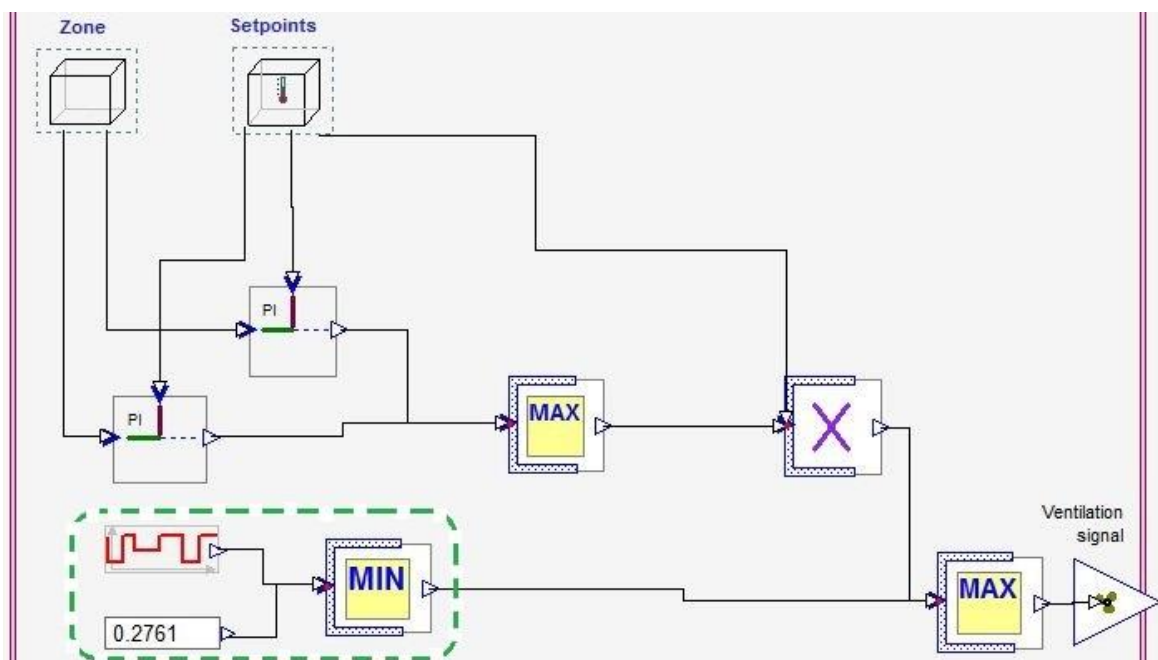 Zone
Setpoints
PI
PI
MAX
Ventilation
signal
MIN
MAX
0.2761